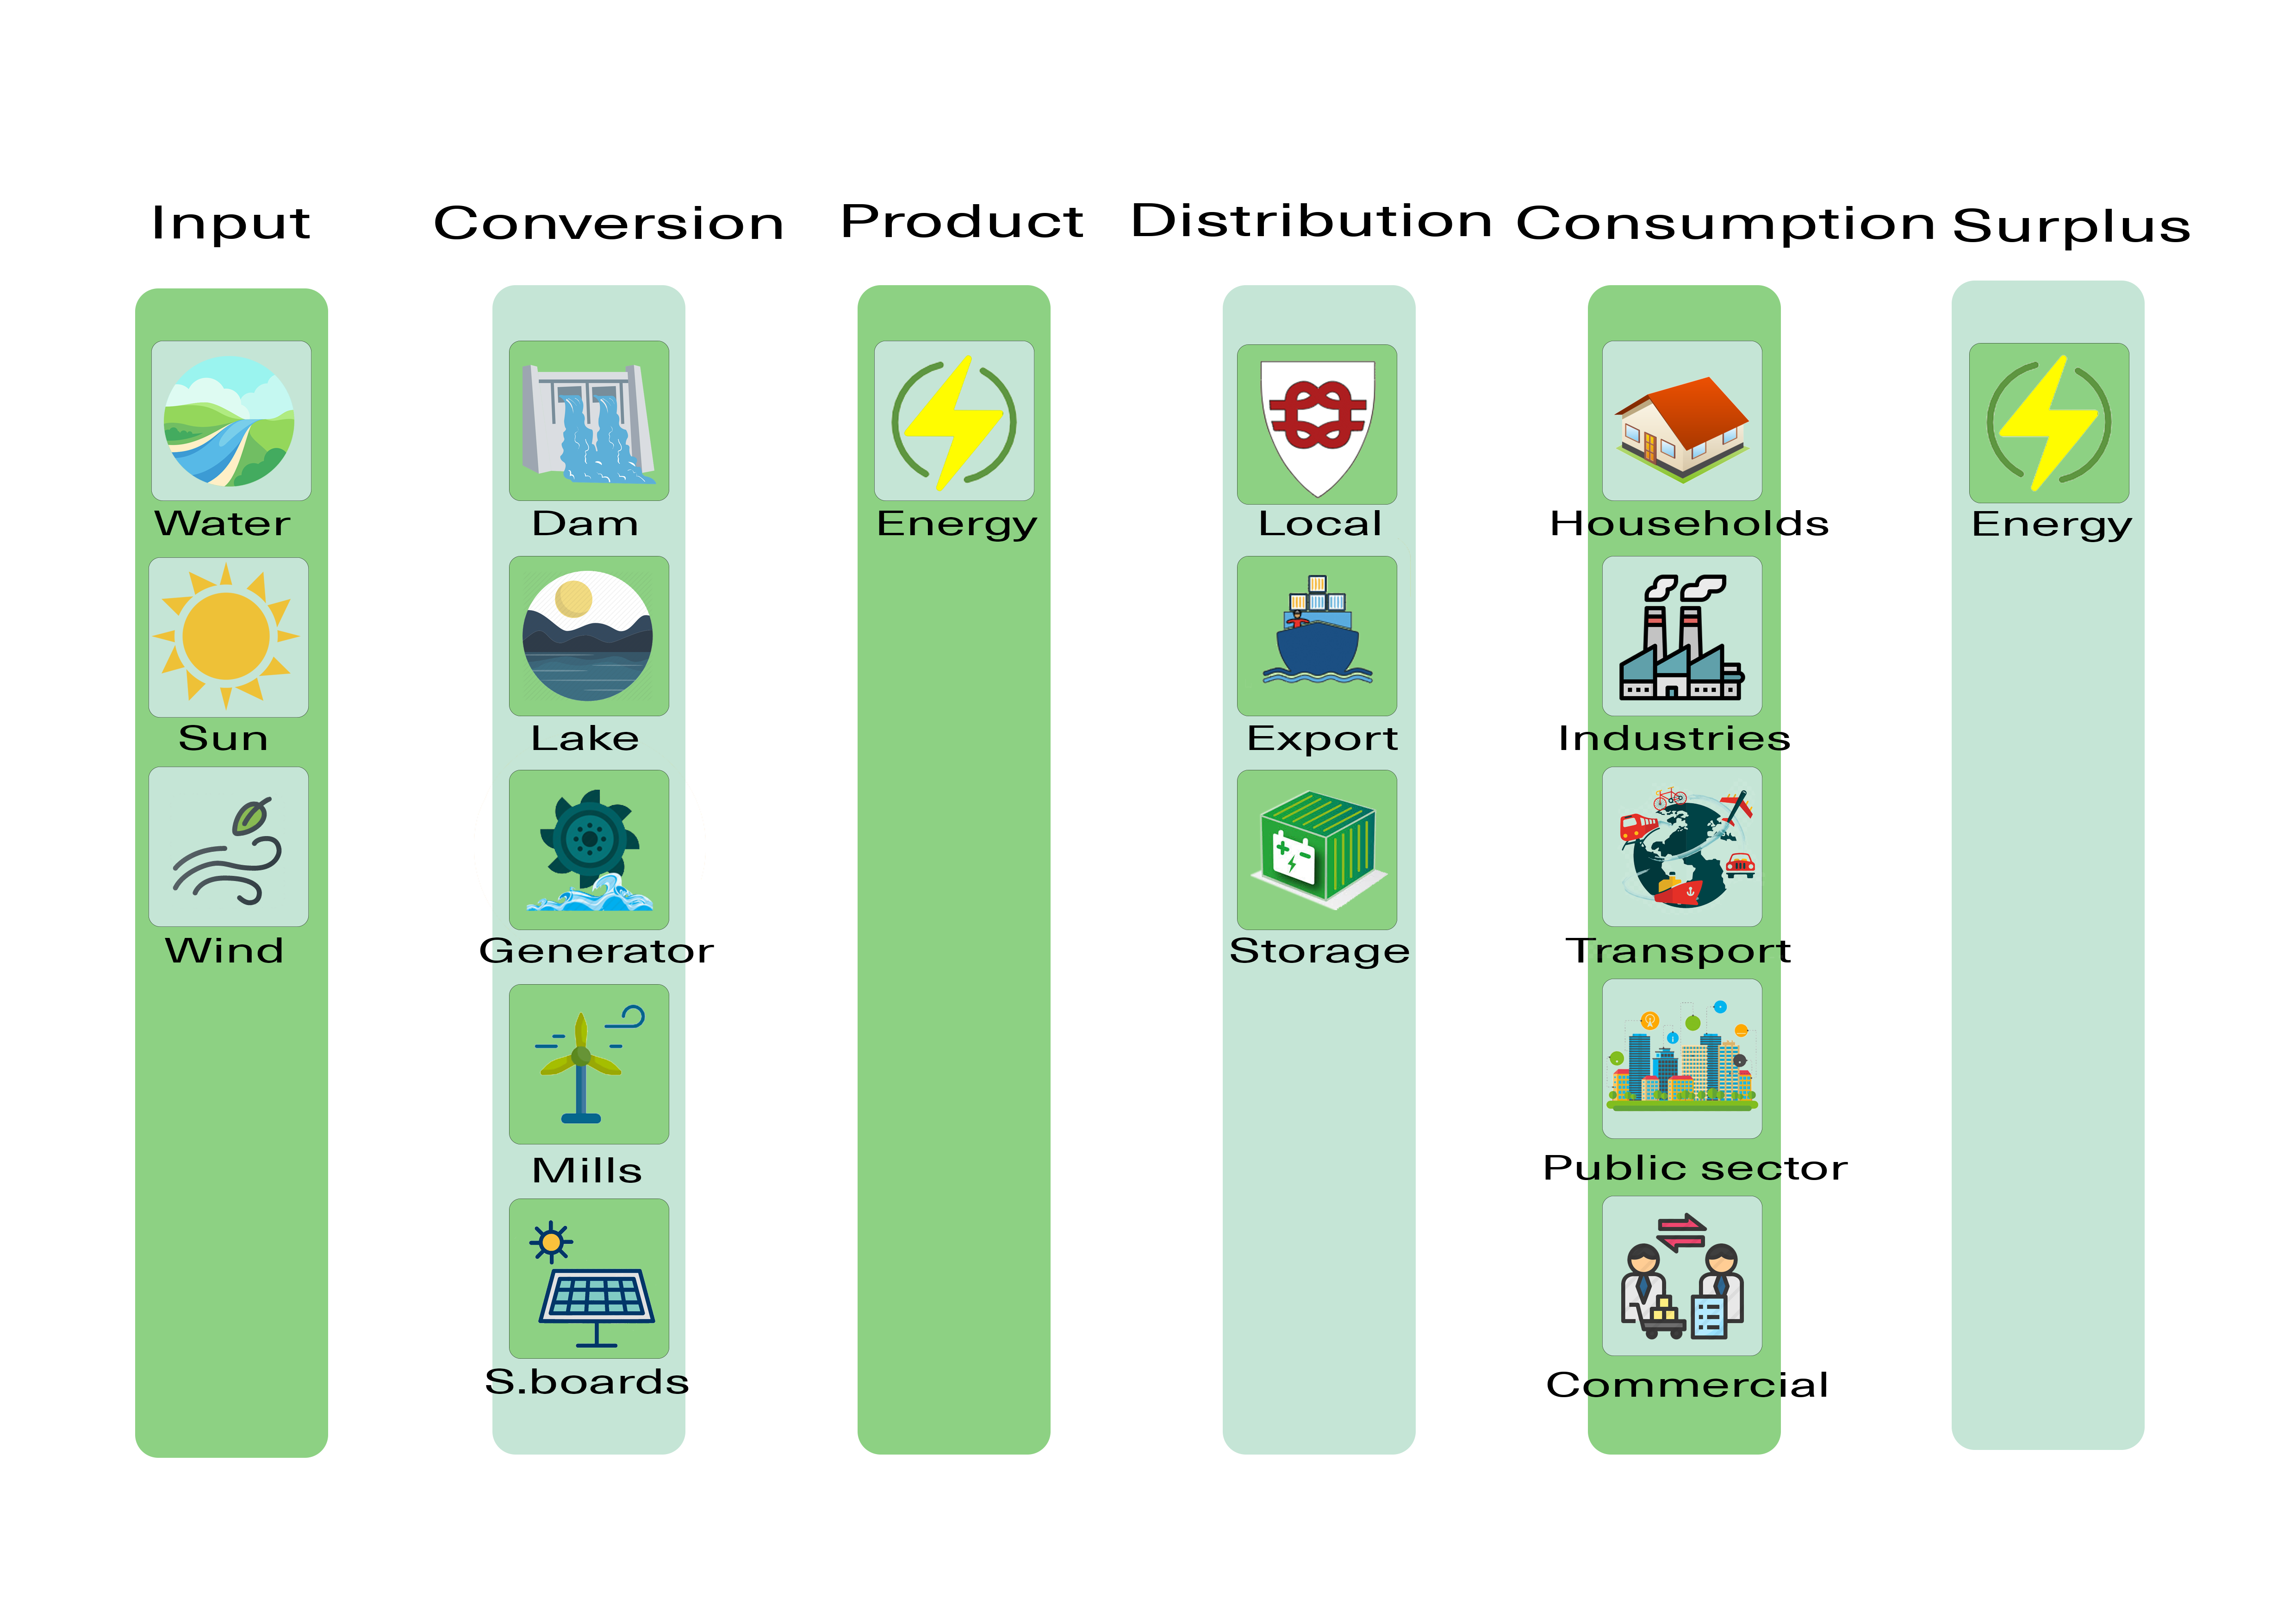 Input
Water
Sun
Wind
Conversion
Dam
Lake
Generator
Mills
S.boards
Product
Energy
Distribution
Local
Export
Storage
Consumption
Households
Industries
Transport
Public sector
Commercial
Surplus
Energy